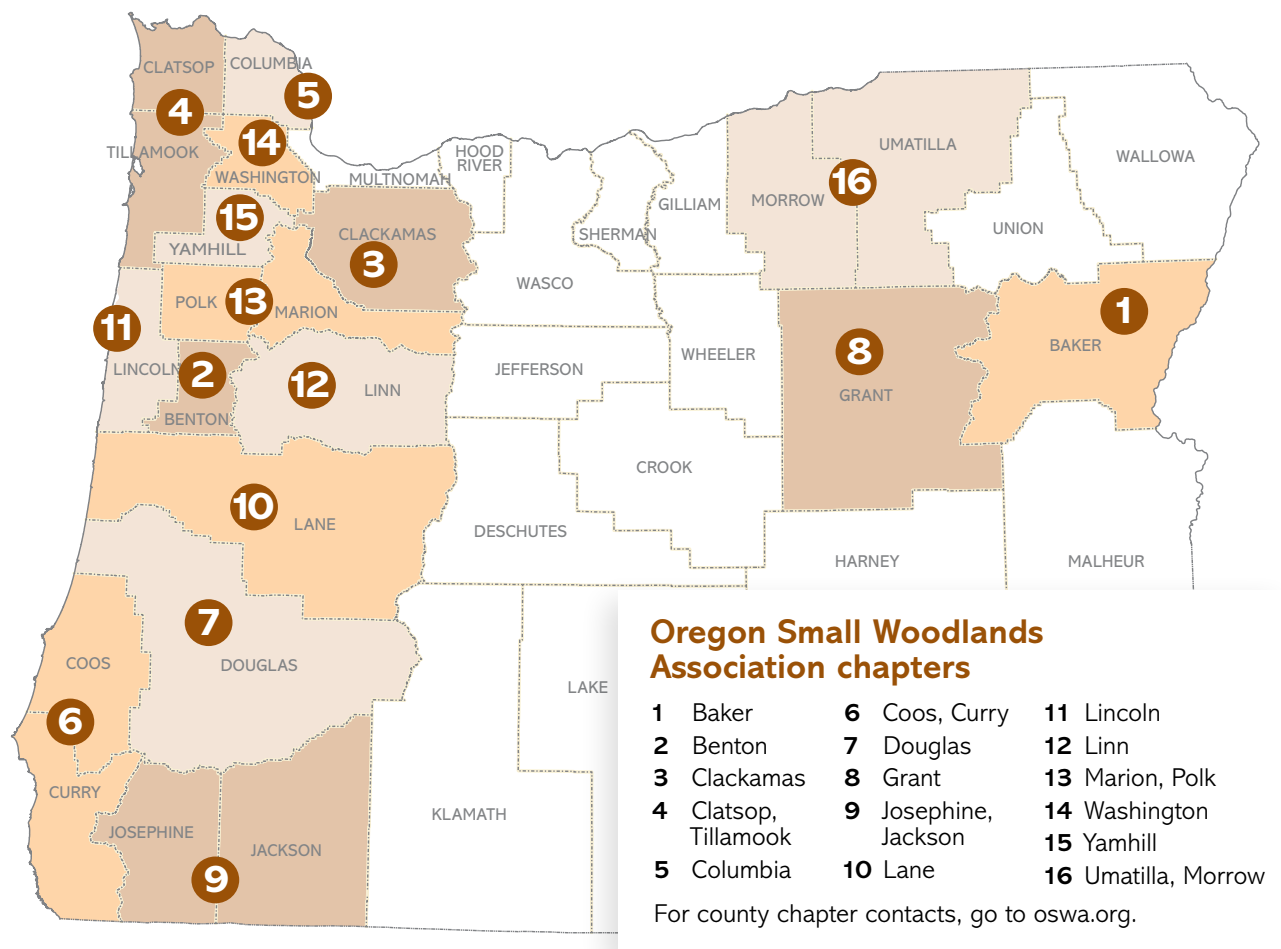 CLATSOP
COLUMBIA
5
4
14
TILLAMOOK
WASHINGTON
MULTNOMAH
HOOD
RIVER
UMATILLA
WALLOWA
16
MORROW
GILLIAM
SHERMAN
UNION
15
YAMHILL
CLACKAMAS
3
WASCO
POLK
13
MARION
1
BAKER
11
LINCOLN
2
BENTON
12
LINN
JEFFERSON
WHEELER
8
GRANT
CROOK
10
LANE
DESCHUTES
HARNEY
MALHEUR
7
DOUGLAS
COOS
6
CURRY
LAKE
KLAMATH
JOSEPHINE
JACKSON
9
Oregon Small Woodlands
Association chapters
1 Baker
2 Benton
3 Clackamas
4 Clatsop,
Tillamook
5 Columbia
6 Coos, Curry
7 Douglas
8 Grant
9 Josephine,
Jackson
10 Lane
11 Lincoln
12 Linn
13 Marion, Polk
14 Washington
15 Yamhill
16 Umatilla, Morrow
For county chapter contacts, go to oswa.org.